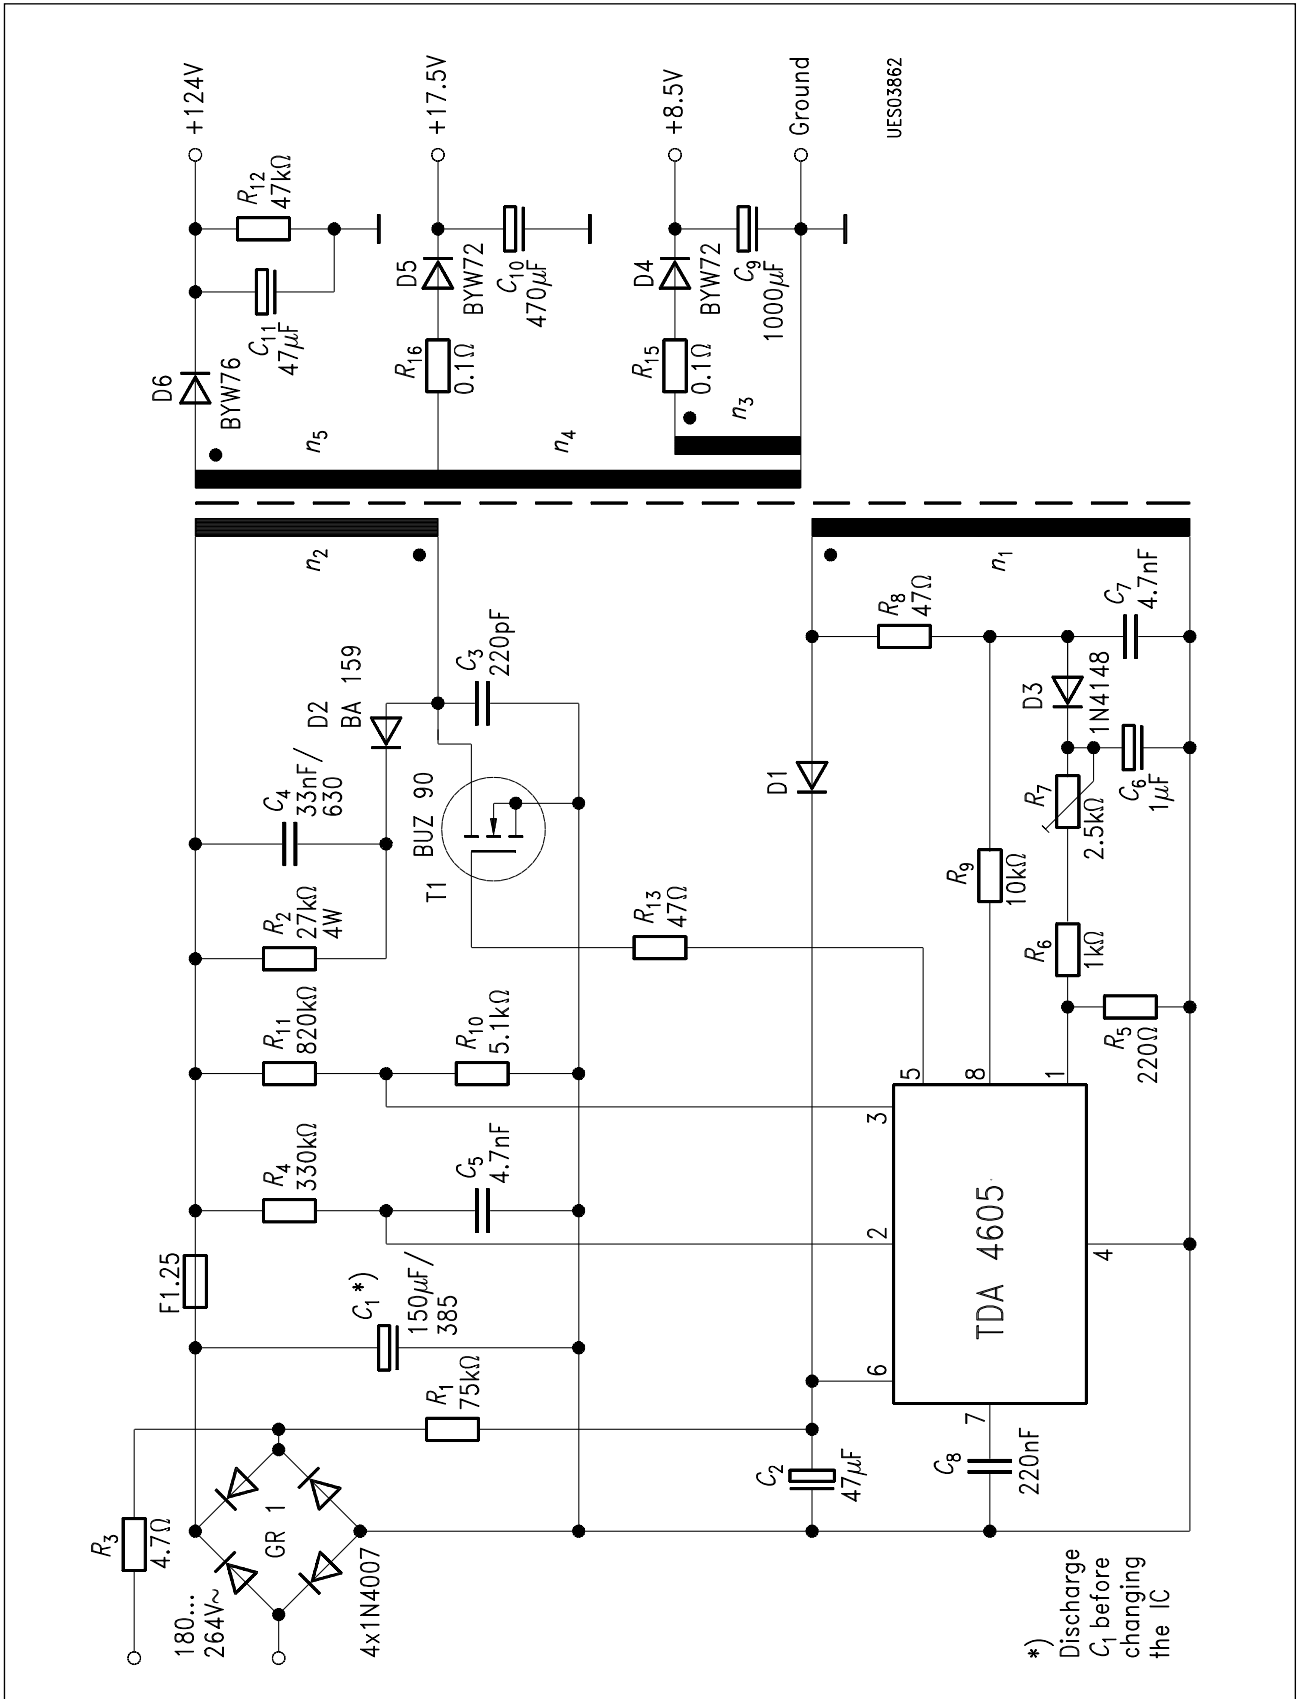 180...
264V~
R3
4.7Ω
GR 1
4x1N4007
F1.25
C1*)
150µF/
385
R1
75kΩ
R4
330kΩ
C5
4.7nF
R11
820kΩ
R10
5.1kΩ
R2
27kΩ
4W
C4
33nF/
630
D2
BA 159
T1
BUZ 90
C3
220pF
n2
R13
47Ω
C2
47µF
D1
C8
220nF
TDA 4605
7
6
2
3
4
5
8
1
R9
10kΩ
R5
220Ω
R6
1kΩ
R7
2.5kΩ
C6
1µF
D3
1N4148
R8
47Ω
C7
4.7nF
n1
n5
n4
n3
D6
BYW76
C11
47µF
R12
47kΩ
+124V
R16
0.1Ω
D5
BYW72
C10
470µF
+17.5V
R15
0.1Ω
D4
BYW72
C9
1000µF
+8.5V
Ground
UES03862
*)
Discharge
C1 before
changing
the IC